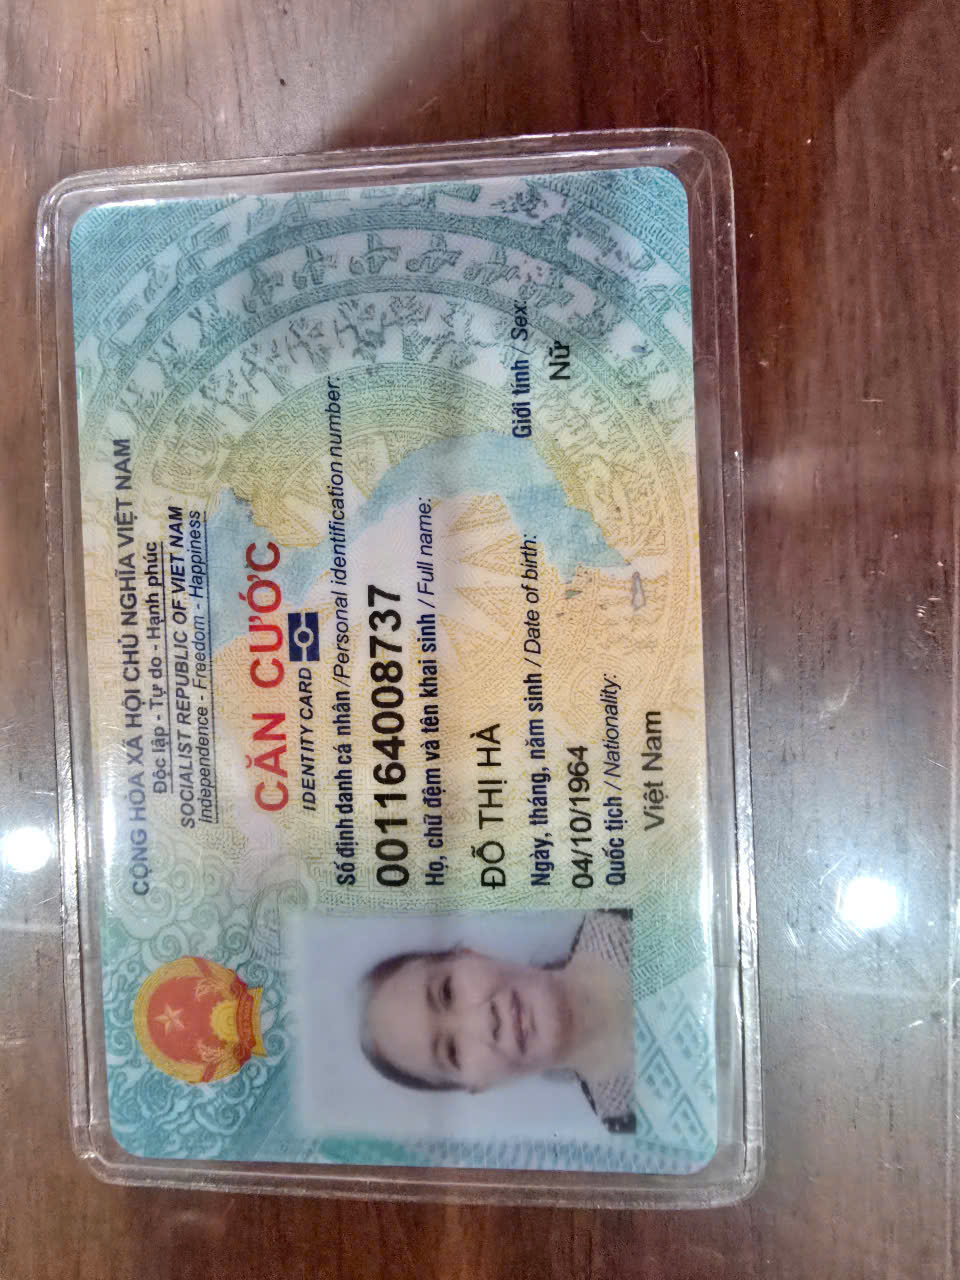 CỘNG HÒA XÃ HỘI CHỦ NGHĨA VIỆT NAM
Độc lập - Tự do - Hạnh phúc
SOCIALIST REPUBLIC OF VIET NAM
Independence - Freedom - Happiness
CĂN CƯỚC
IDENTITY CARD
Số định danh cá nhân /Personal identification number:
001164008737
Họ, chữ đệm và tên khai sinh / Full name:
ĐỖ THỊ HÀ
Ngày, tháng, năm sinh / Date of birth:
Giới tính / Sex:
04/10/1964
Nữ
Quốc tịch / Nationality:
Việt Nam